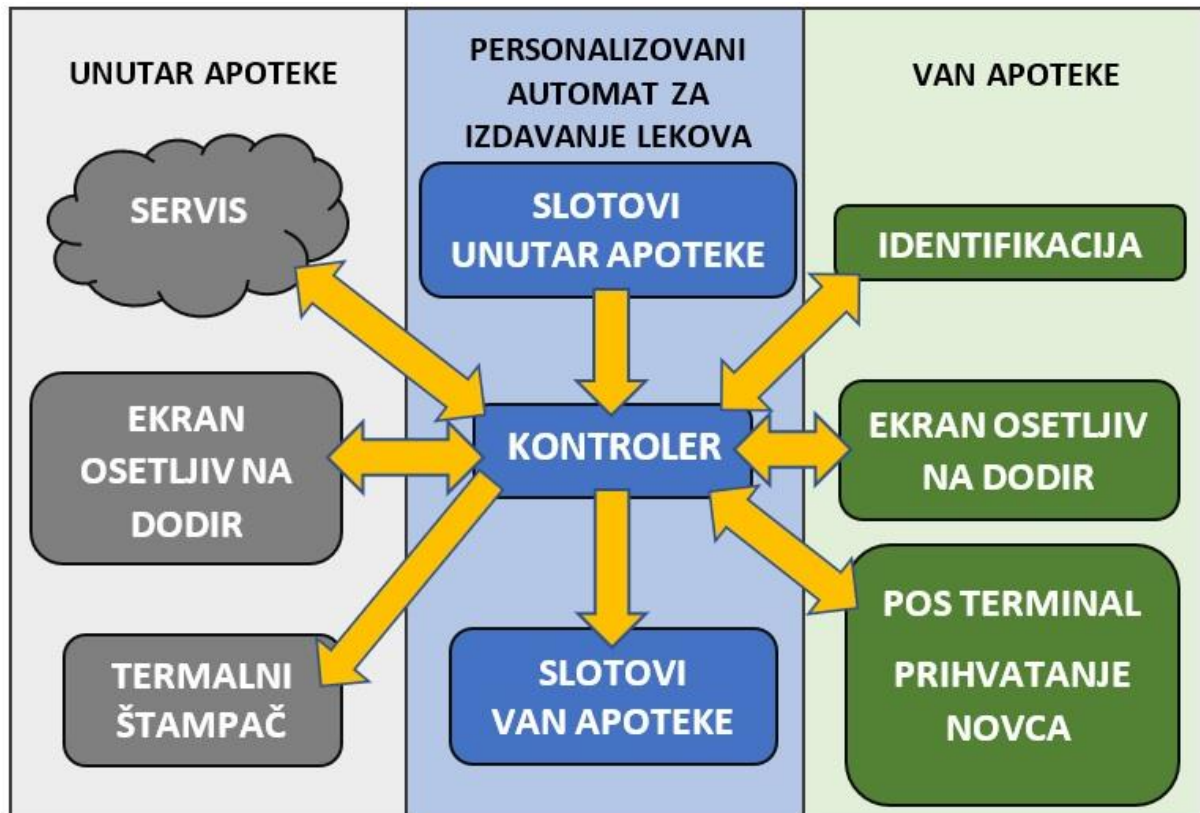 UNUTAR APOTEKE
SERVIS
EKRAN
OSETLJIV NA
DODIR
TERMALNI
ŠTAMPAČ
PERSONALIZOVANI
AUTOMAT ZA
IZDAVANJE LEKOVA
SLOTOVI
UNUTAR APOTEKE
KONTROLER
SLOTOVI
VAN APOTEKE
VAN APOTEKE
IDENTIFIKACIJA
EKRAN OSETLJIV
NA DODIR
POS TERMINAL
PRIHVATANJE
NOVCA